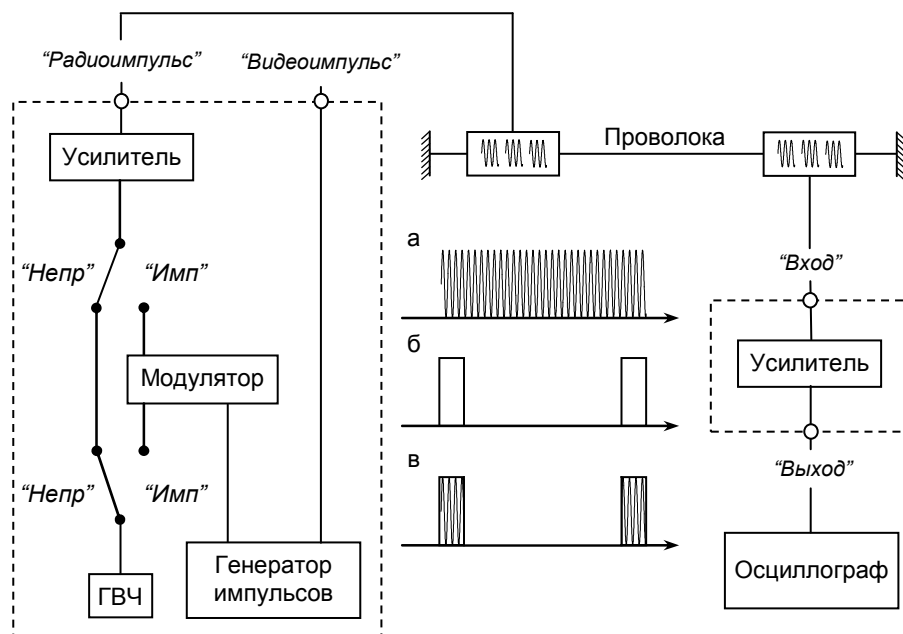 “Радиоимпульс” “Видеоимпульс”
Усилитель
Проволока
“Непр” “Имп”
Модулятор
“Непр” “Имп”
ГВЧ
Генератор
импульсов
а
б
в
“Вход”
Усилитель
“Выход”
Осциллограф